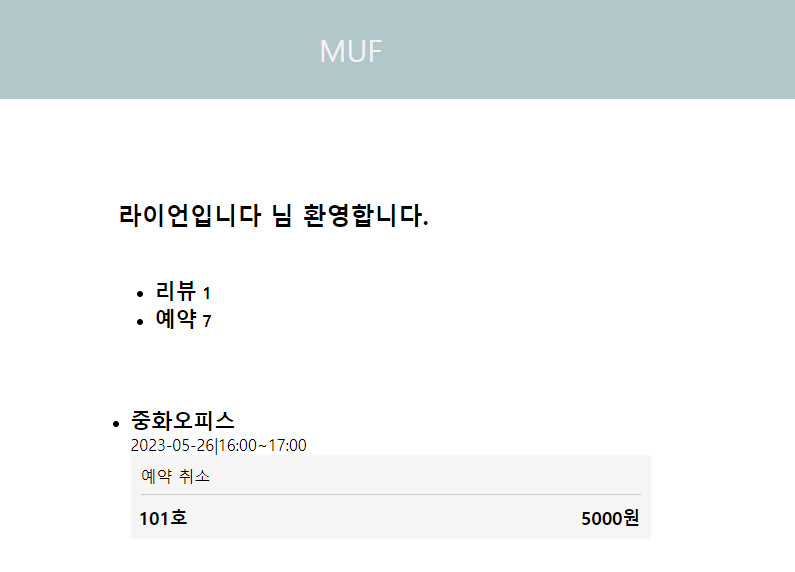 MUF
라이언입니다 님 환영합니다.
리뷰 1
예약 7
중화오피스
2023-05-26|16:00~17:00
예약 취소
101호 5000원